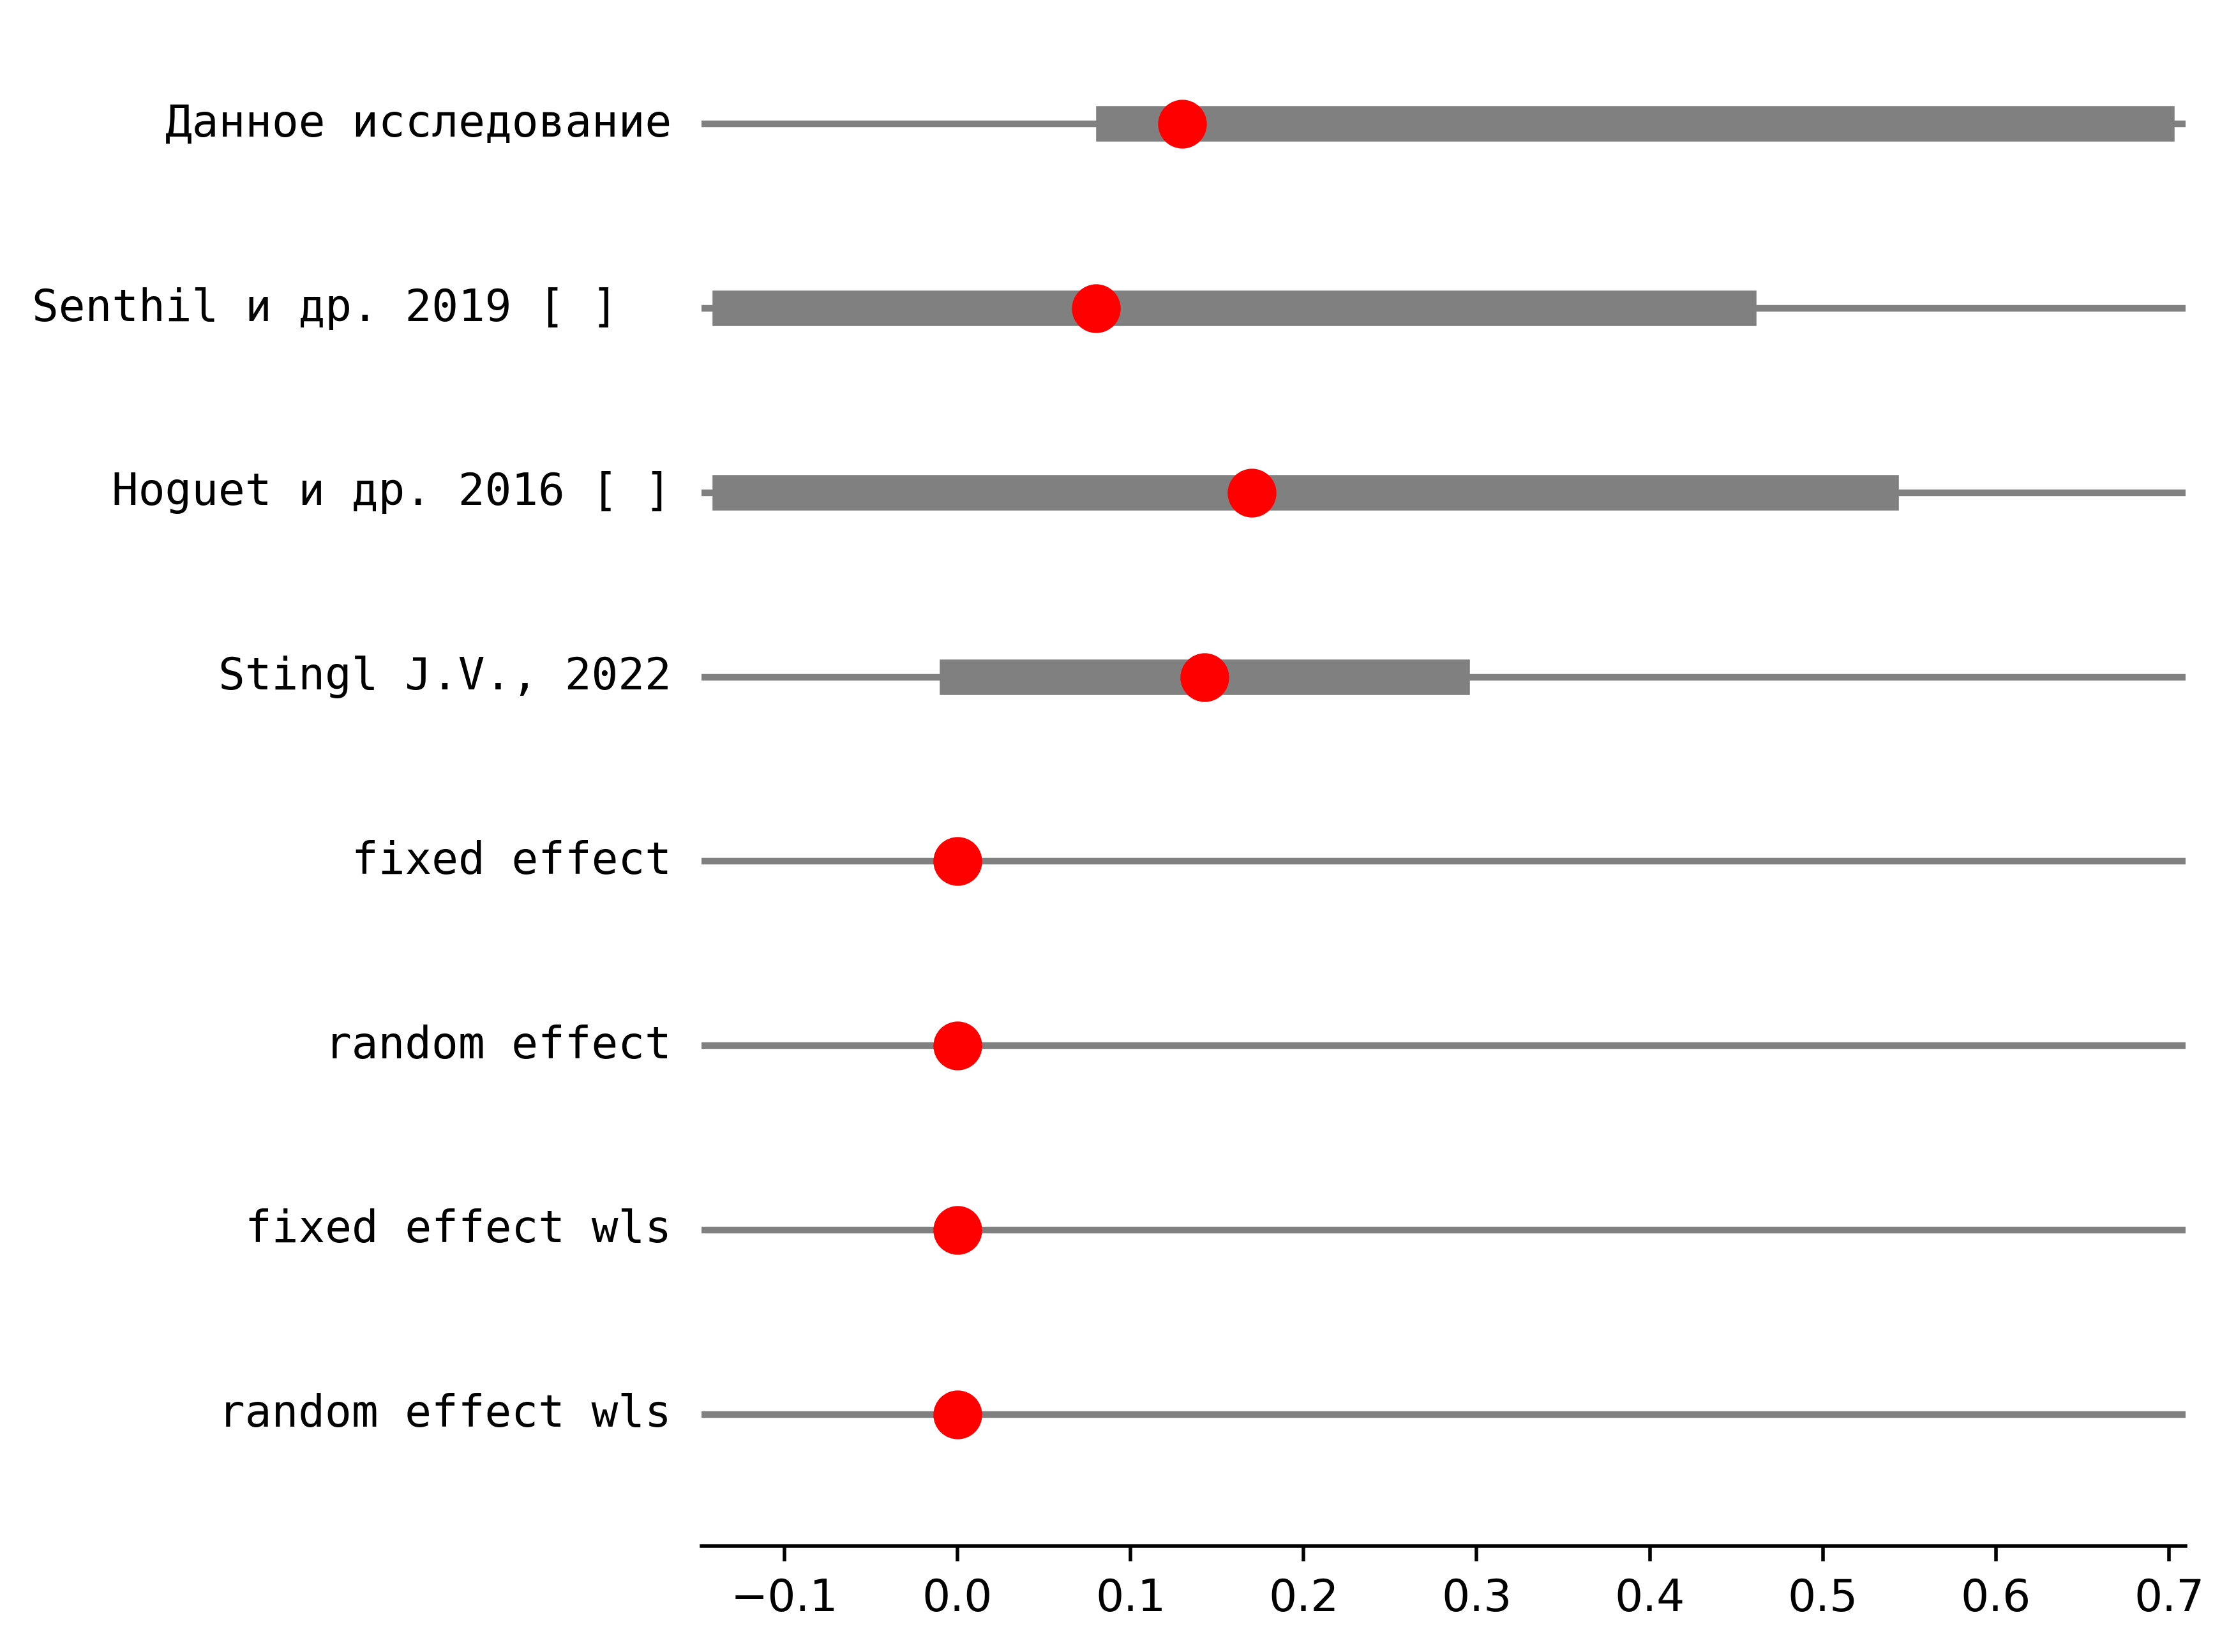 Данное исследование
Senthil и др. 2019 [ ]
Hoguet и др. 2016 [ ]
Stingl J.V., 2022
fixed effect
random effect
fixed effect wls
random effect wls
−0.1 0.0 0.1 0.2 0.3 0.4 0.5 0.6 0.7